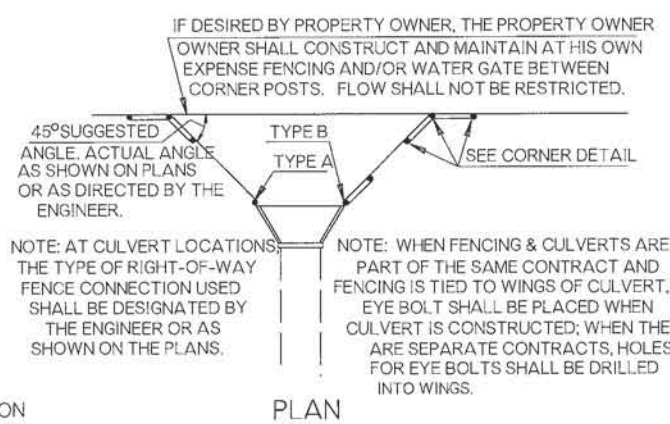 IF DESIRED BY PROPERTY OWNER, THE PROPERTY OWNER
OWNER SHALL CONSTRUCT AND MAINTAIN AT HIS OWN
EXPENSE FENCING AND/OR WATER GATE BETWEEN
CORNER POSTS. FLOW SHALL NOT BE RESTRICTED.
45° SUGGESTED
ANGLE. ACTUAL ANGLE
AS SHOWN ON PLANS
OR AS DIRECTED BY THE
ENGINEER.
TYPE B
TYPE A
SEE CORNER DETAIL
NOTE: AT CULVERT LOCATIONS,
THE TYPE OF RIGHT-OF-WAY
FENCE CONNECTION USED
SHALL BE DESIGNATED BY
THE ENGINEER OR AS
SHOWN ON THE PLANS.
NOTE: WHEN FENCING & CULVERTS ARE
PART OF THE SAME CONTRACT AND
FENCING IS TIED TO WINGS OF CULVERT,
EYE BOLT SHALL BE PLACED WHEN
CULVERT IS CONSTRUCTED; WHEN THE
ARE SEPARATE CONTRACTS, HOLES
FOR EYE BOLTS SHALL BE DRILLED
INTO WINGS.
ON
PLAN